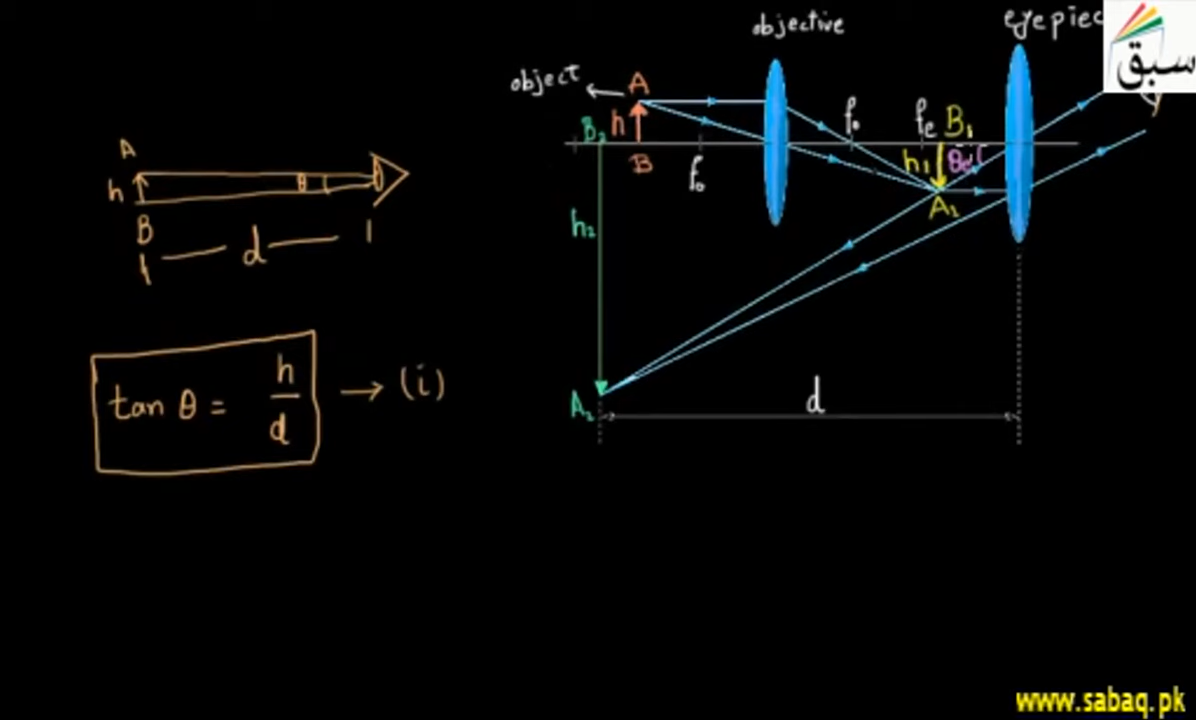 objective
eyepiec
سبق
object
A
h
B
B₂
f₀
f₀
fe
B₁
h₁
θe
A₁
h₂
A₂
d
A
h
B
θ
d
tan θ = h/d → (i)
www.sabaq.pk